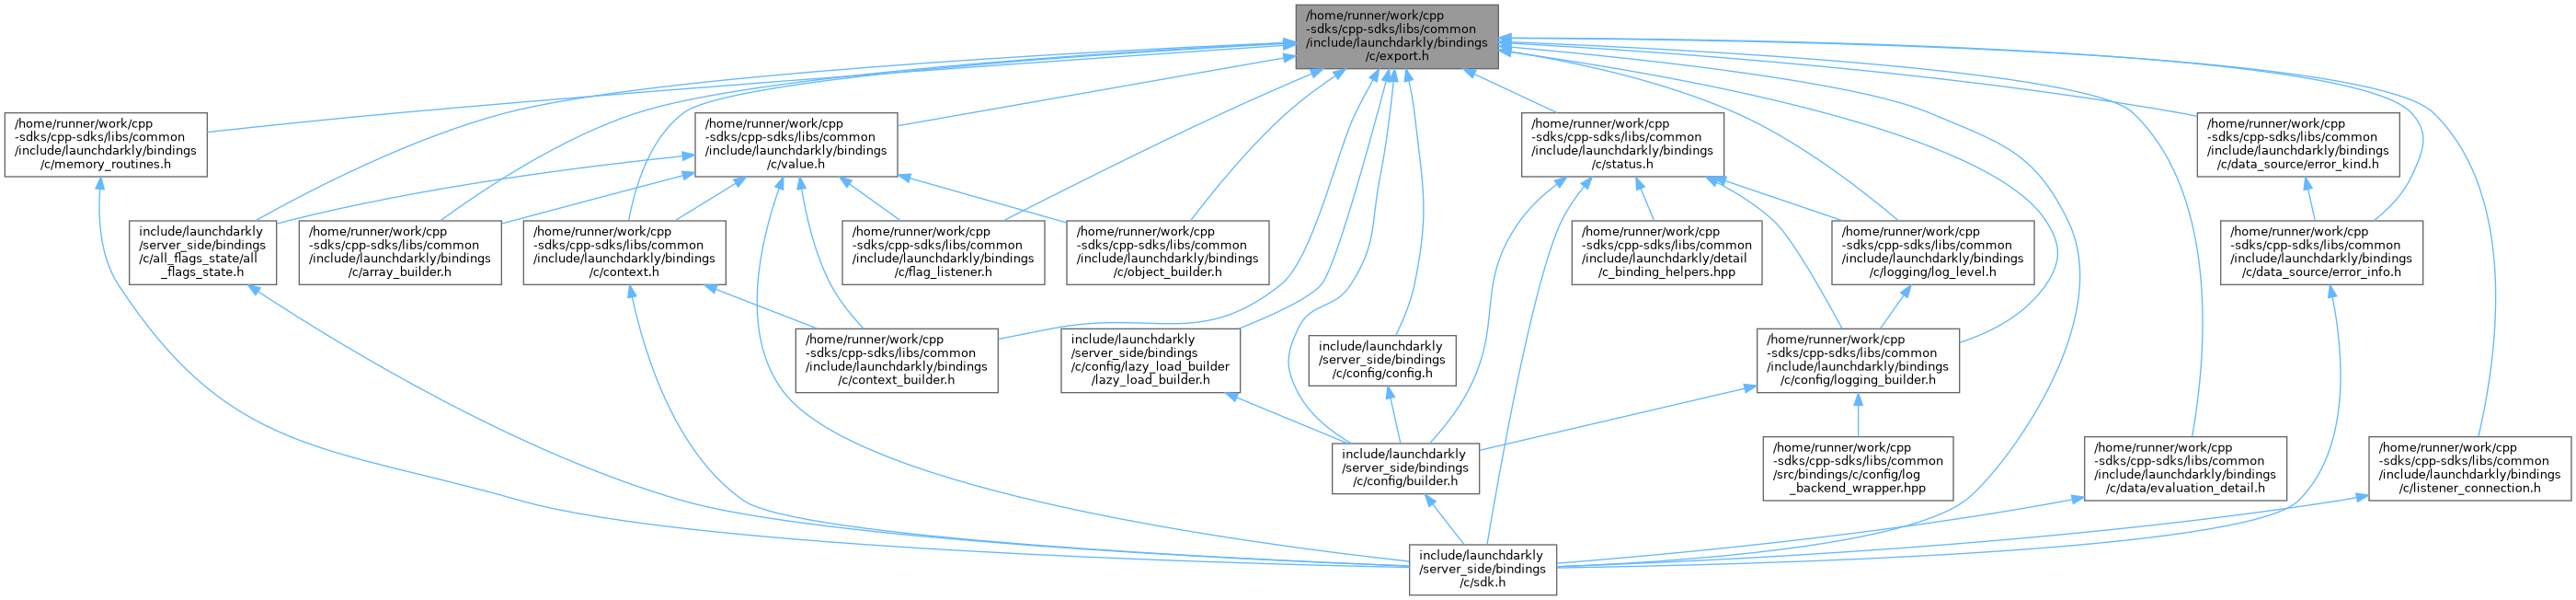 /home/runner/work/cpp
-sdks/cpp-sdks/libs/common
/include/launchdarkly/bindings
/c/export.h
/home/runner/work/cpp
-sdks/cpp-sdks/libs/common
/include/launchdarkly/bindings
/c/memory_routines.h
/home/runner/work/cpp
-sdks/cpp-sdks/libs/common
/include/launchdarkly/bindings
/c/value.h
/home/runner/work/cpp
-sdks/cpp-sdks/libs/common
/include/launchdarkly/bindings
/c/status.h
/home/runner/work/cpp
-sdks/cpp-sdks/libs/common
/include/launchdarkly/bindings
/c/data_source/error_kind.h
include/launchdarkly
/server_side/bindings
/c/all_flags_state/all
_flags_state.h
/home/runner/work/cpp
-sdks/cpp-sdks/libs/common
/include/launchdarkly/bindings
/c/array_builder.h
/home/runner/work/cpp
-sdks/cpp-sdks/libs/common
/include/launchdarkly/bindings
/c/context.h
/home/runner/work/cpp
-sdks/cpp-sdks/libs/common
/include/launchdarkly/bindings
/c/flag_listener.h
/home/runner/work/cpp
-sdks/cpp-sdks/libs/common
/include/launchdarkly/bindings
/c/object_builder.h
/home/runner/work/cpp
-sdks/cpp-sdks/libs/common
/include/launchdarkly/detail
/c_binding_helpers.hpp
/home/runner/work/cpp
-sdks/cpp-sdks/libs/common
/include/launchdarkly/bindings
/c/logging/log_level.h
/home/runner/work/cpp
-sdks/cpp-sdks/libs/common
/include/launchdarkly/bindings
/c/data_source/error_info.h
/home/runner/work/cpp
-sdks/cpp-sdks/libs/common
/include/launchdarkly/bindings
/c/context_builder.h
include/launchdarkly
/server_side/bindings
/c/config/lazy_load_builder
/lazy_load_builder.h
include/launchdarkly
/server_side/bindings
/c/config/config.h
/home/runner/work/cpp
-sdks/cpp-sdks/libs/common
/include/launchdarkly/bindings
/c/config/logging_builder.h
include/launchdarkly
/server_side/bindings
/c/config/builder.h
/home/runner/work/cpp
-sdks/cpp-sdks/libs/common
/src/bindings/c/config/log
_backend_wrapper.hpp
/home/runner/work/cpp
-sdks/cpp-sdks/libs/common
/include/launchdarkly/bindings
/c/data/evaluation_detail.h
/home/runner/work/cpp
-sdks/cpp-sdks/libs/common
/include/launchdarkly/bindings
/c/listener_connection.h
include/launchdarkly
/server_side/bindings
/c/sdk.h